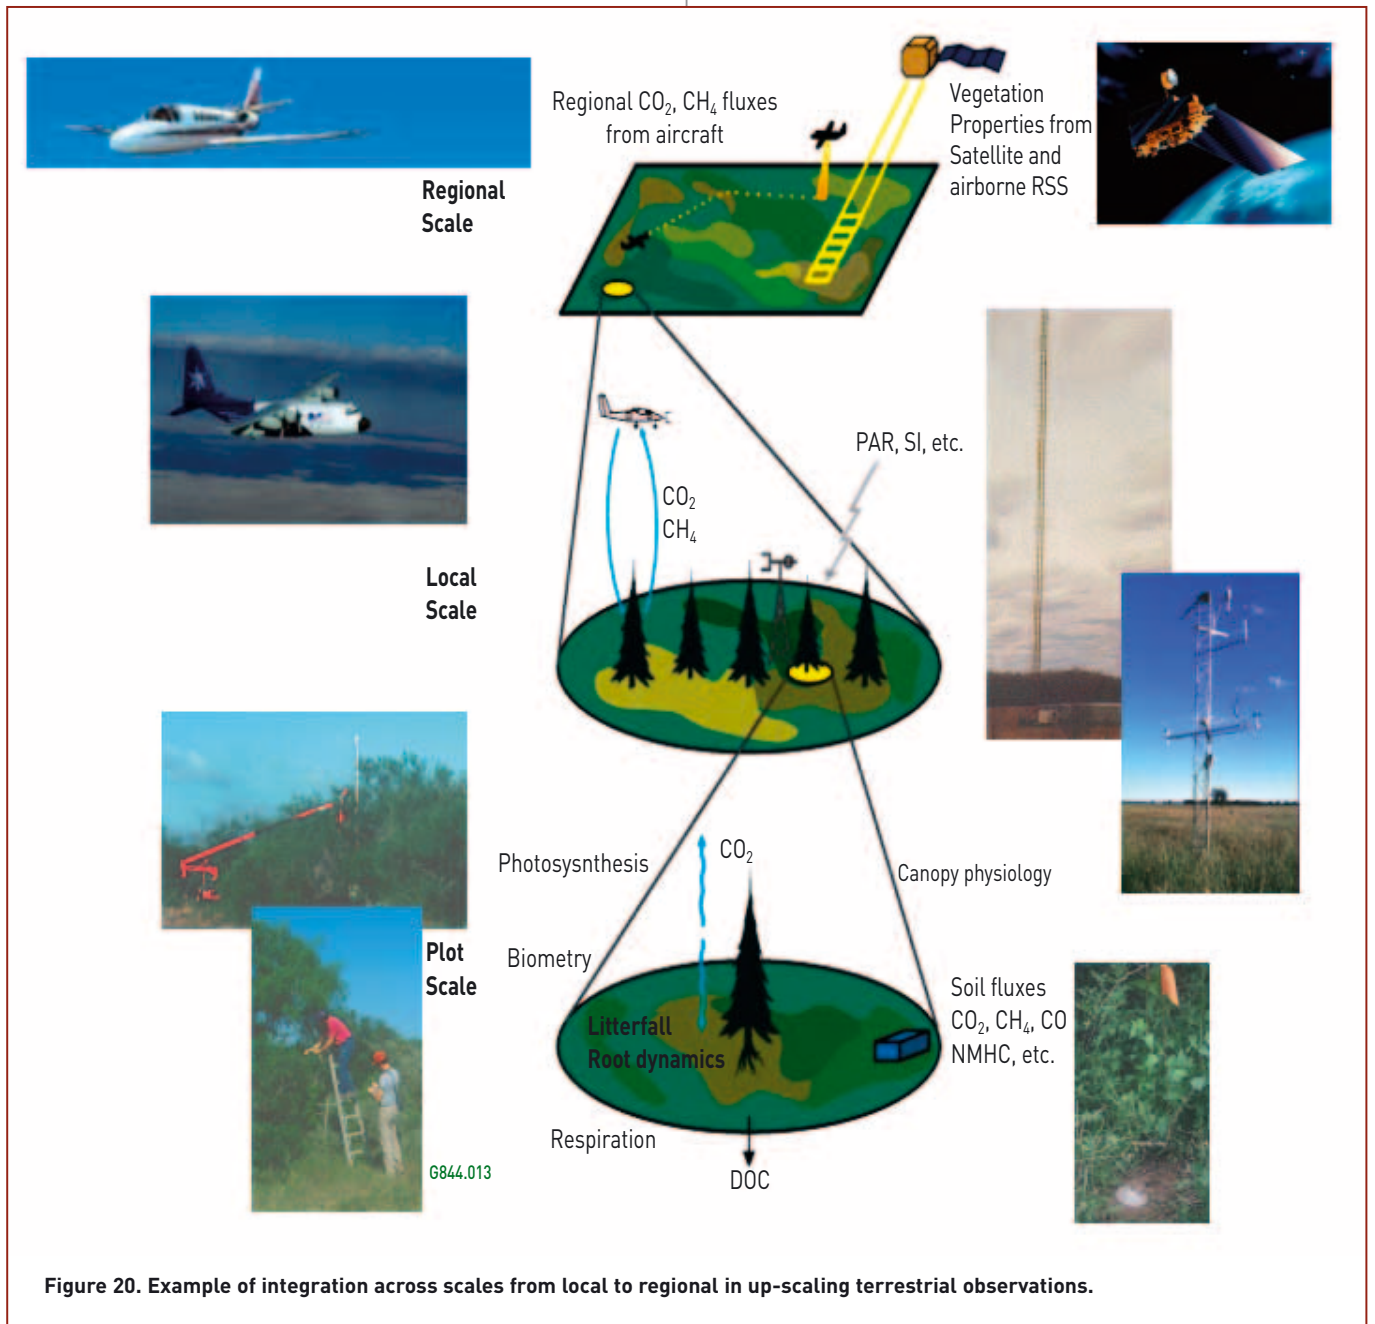 Regional CO₂, CH₄ fluxes
from aircraft
Vegetation
Properties from
Satellite and
airborne RSS
Regional
Scale
PAR, SI, etc.
CO₂
CH₄
Local
Scale
Photosysnthesis
CO₂
Canopy physiology
Plot
Scale
Biometry
Litterfall
Root dynamics
Soil fluxes
CO₂, CH₄, CO
NMHC, etc.
Respiration
DOC
G844.013
Figure 20. Example of integration across scales from local to regional in up-scaling terrestrial observations.